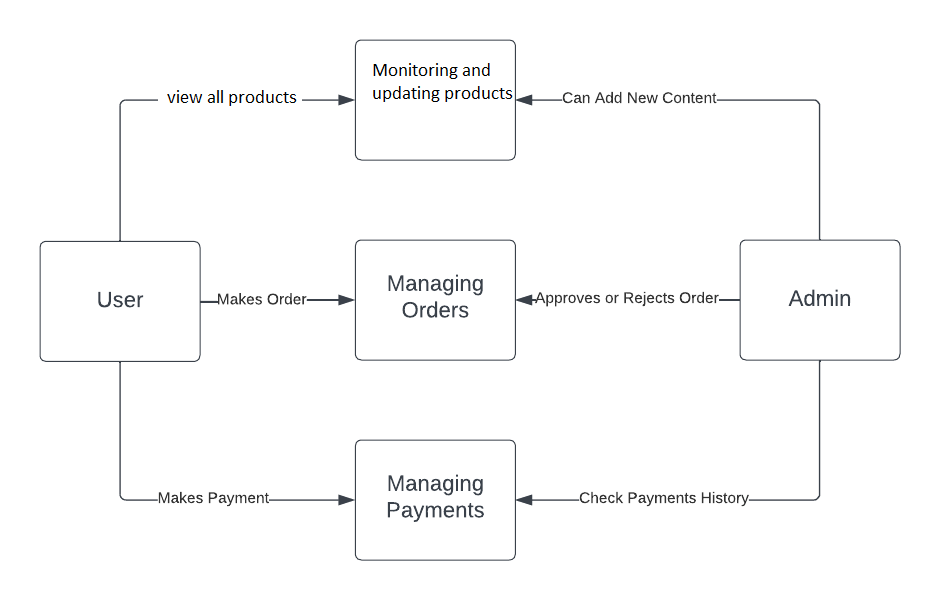 Monitoring and
updating products
view all products
Can Add New Content
User
Makes Order
Managing
Orders
Approves or Rejects Order
Admin
Makes Payment
Managing
Payments
Check Payments History